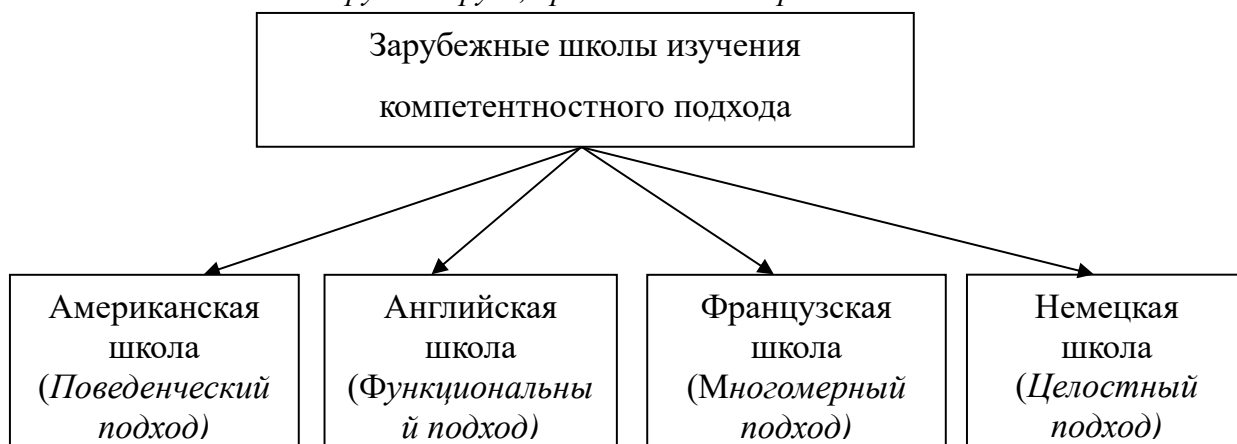 Зарубежные школы изучения
компетентностного подхода
Американская
школа
(Поведенческий
подход)
Английская
школа
(Функциональны
й подход)
Французская
школа
(Многомерный
подход)
Немецкая
школа
(Целостный
подход)